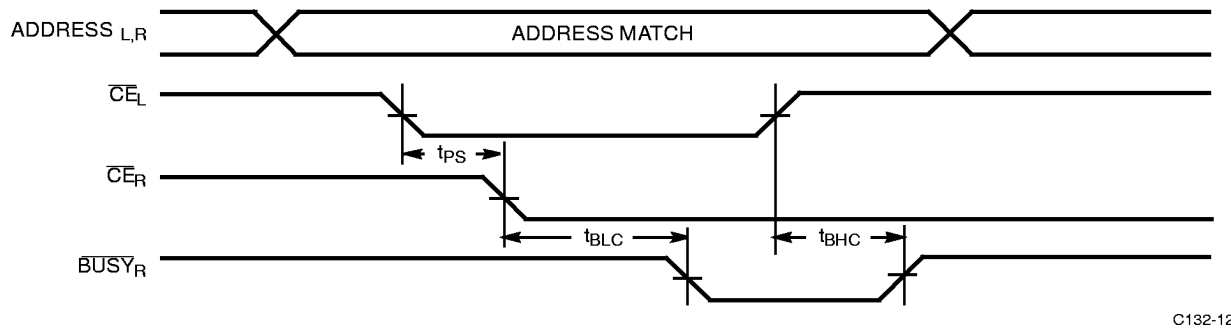 ADDRESS L,R
ADDRESS MATCH
CEL
tPS
CER
tBLC
tBHC
BUSYR
C132-12